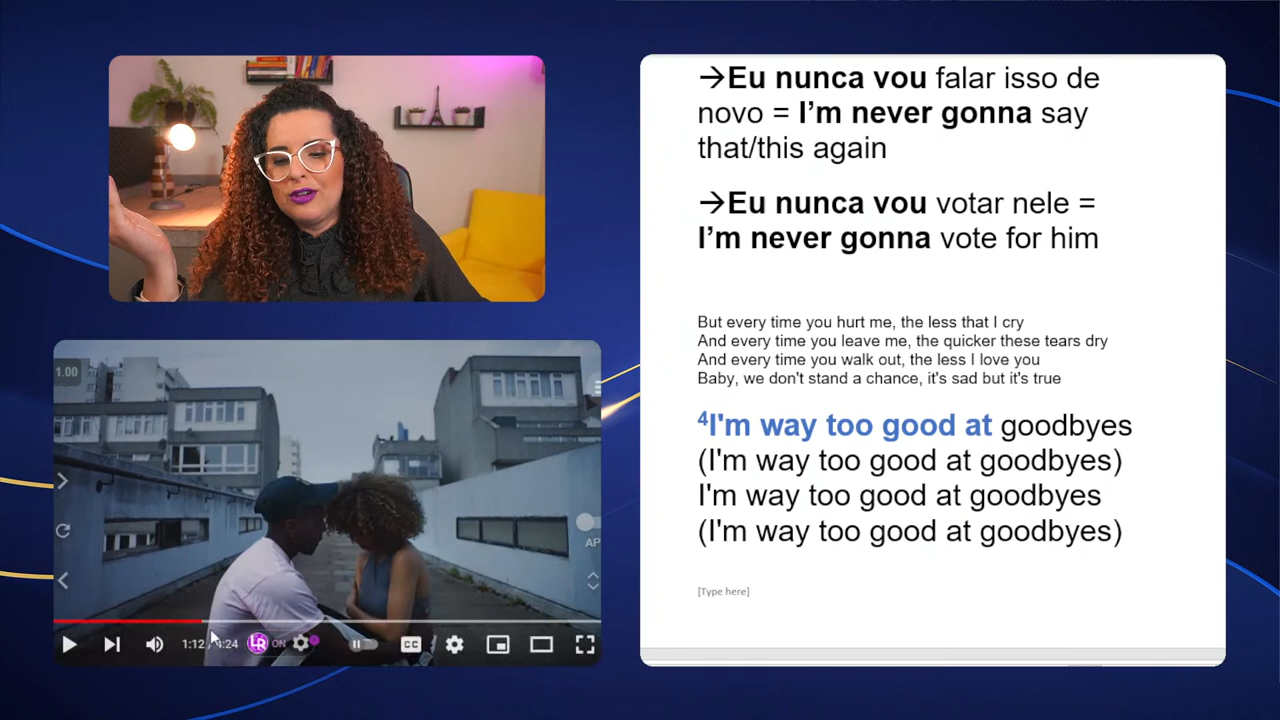 →Eu nunca vou falar isso de
novo = I'm never gonna say
that/this again
→Eu nunca vou votar nele =
I'm never gonna vote for him
But every time you hurt me, the less that I cry
And every time you leave me, the quicker these tears dry
And every time you walk out, the less I love you
Baby, we don't stand a chance, it's sad but it's true
⁴I'm way too good at goodbyes
(I'm way too good at goodbyes)
I'm way too good at goodbyes
(I'm way too good at goodbyes)
[Type here]
1.00
AP
1:12 / 4:24
LR ON
CC